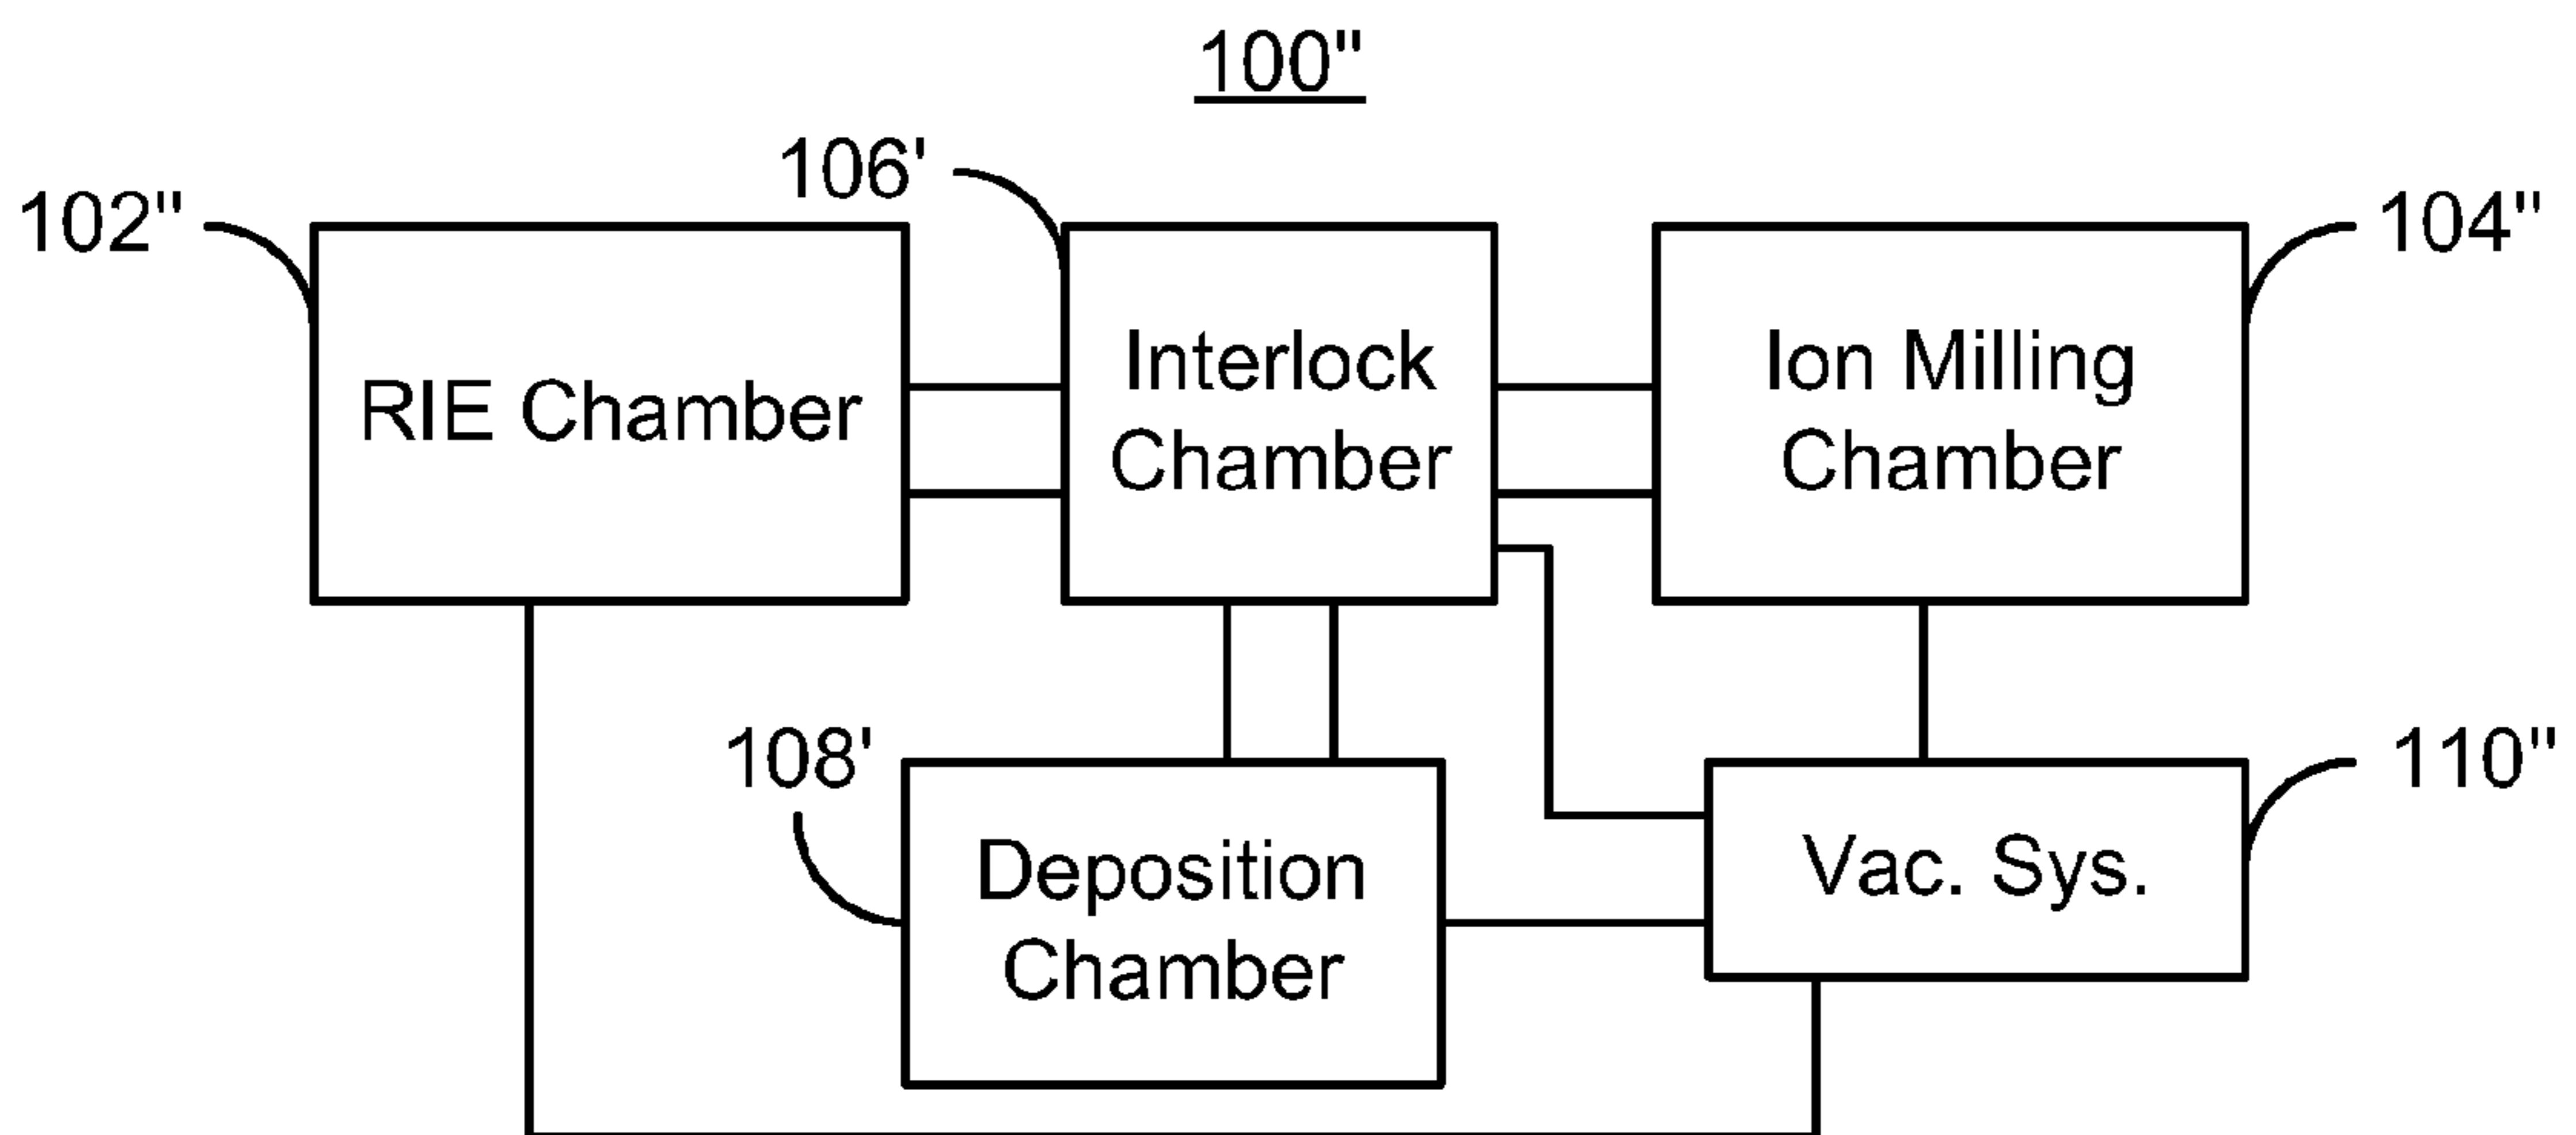 100"
106'
102"
104"
RIE Chamber
Interlock
Chamber
Ion Milling
Chamber
108'
110"
Deposition
Chamber
Vac. Sys.